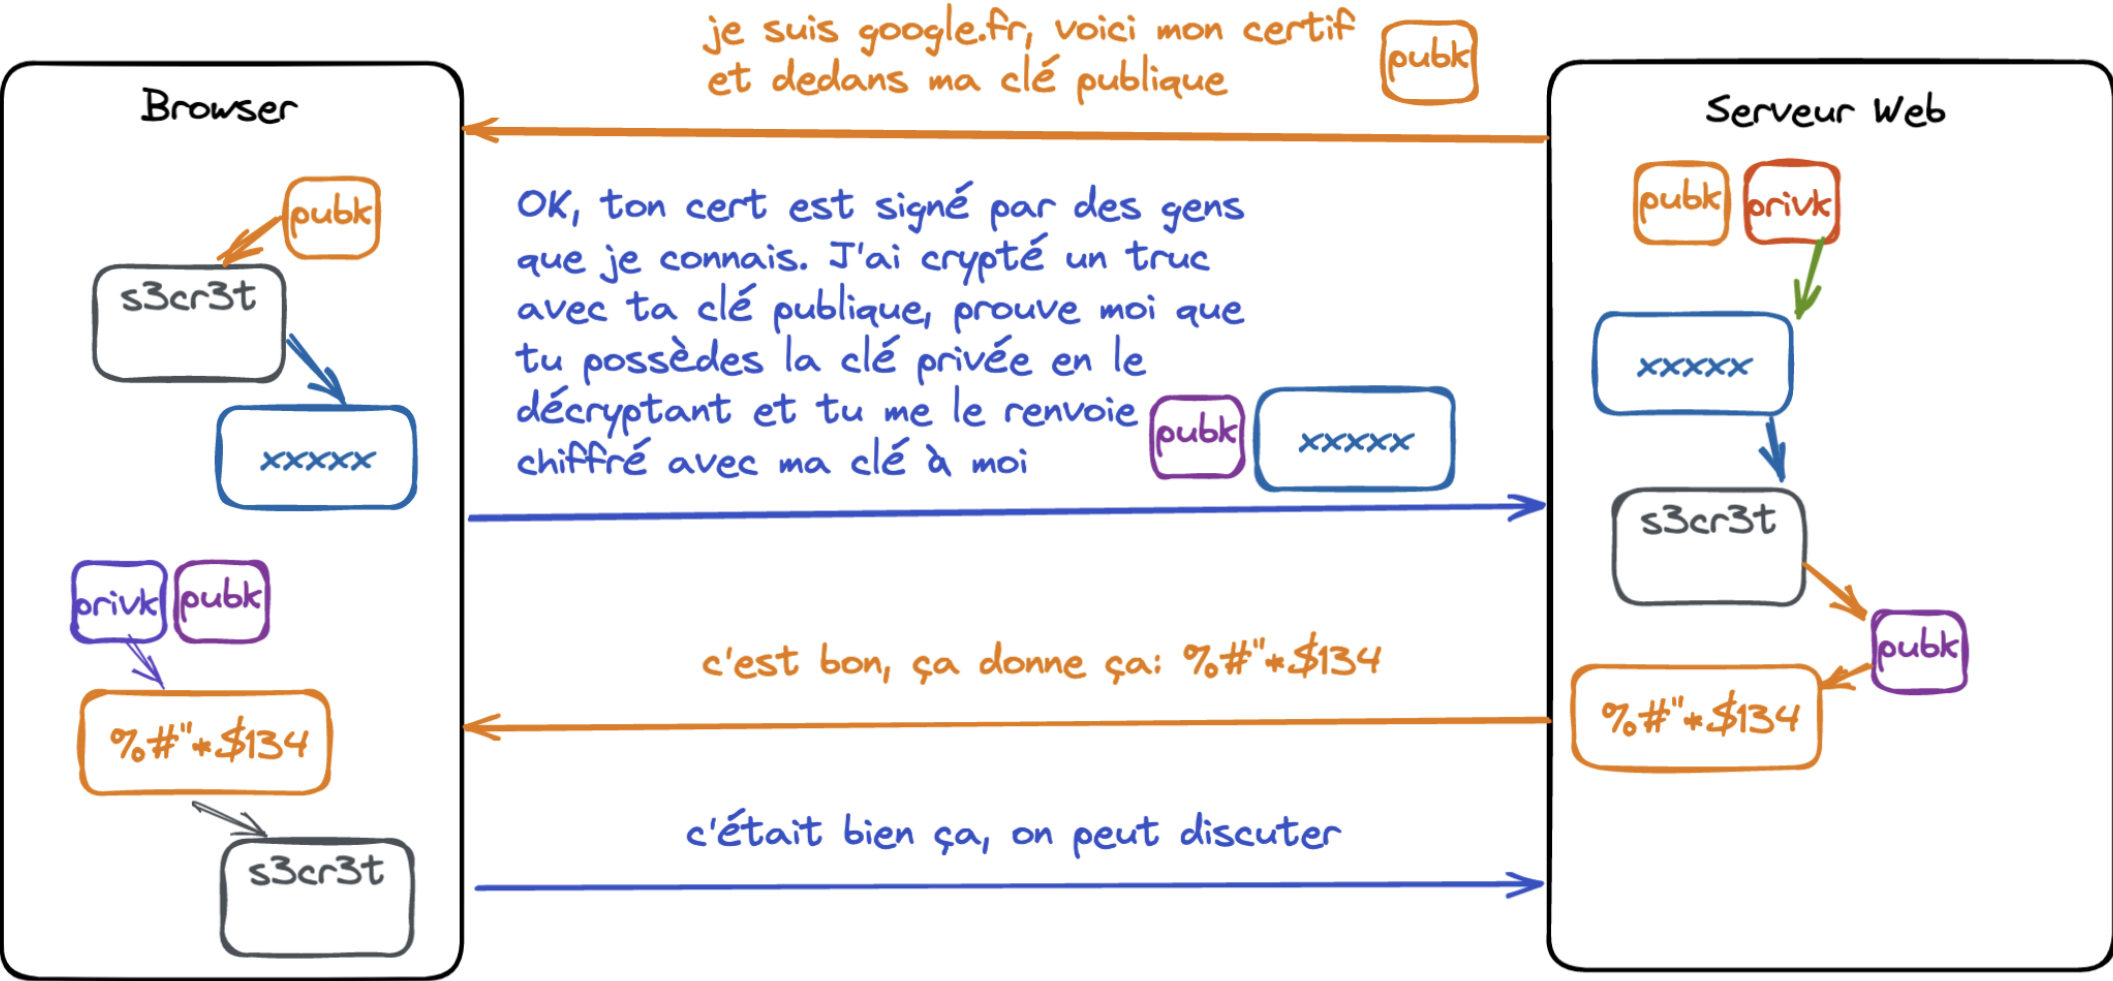 je suis google.fr, voici mon certif
et dedans ma clé publique
pubk
Browser
pubk
s3cr3t
xxxxx
privk
pubk
%#"*$134
s3cr3t
OK, ton cert est signé par des gens
que je connais. J'ai crypté un truc
avec ta clé publique, prouve moi que
tu possèdes la clé privée en le
décryptant et tu me le renvoie
chiffré avec ma clé à moi
pubk
xxxxx
c'est bon, ça donne ça: %#"*$134
c'était bien ça, on peut discuter
Serveur Web
pubk
privk
xxxxx
s3cr3t
pubk
%#"*$134